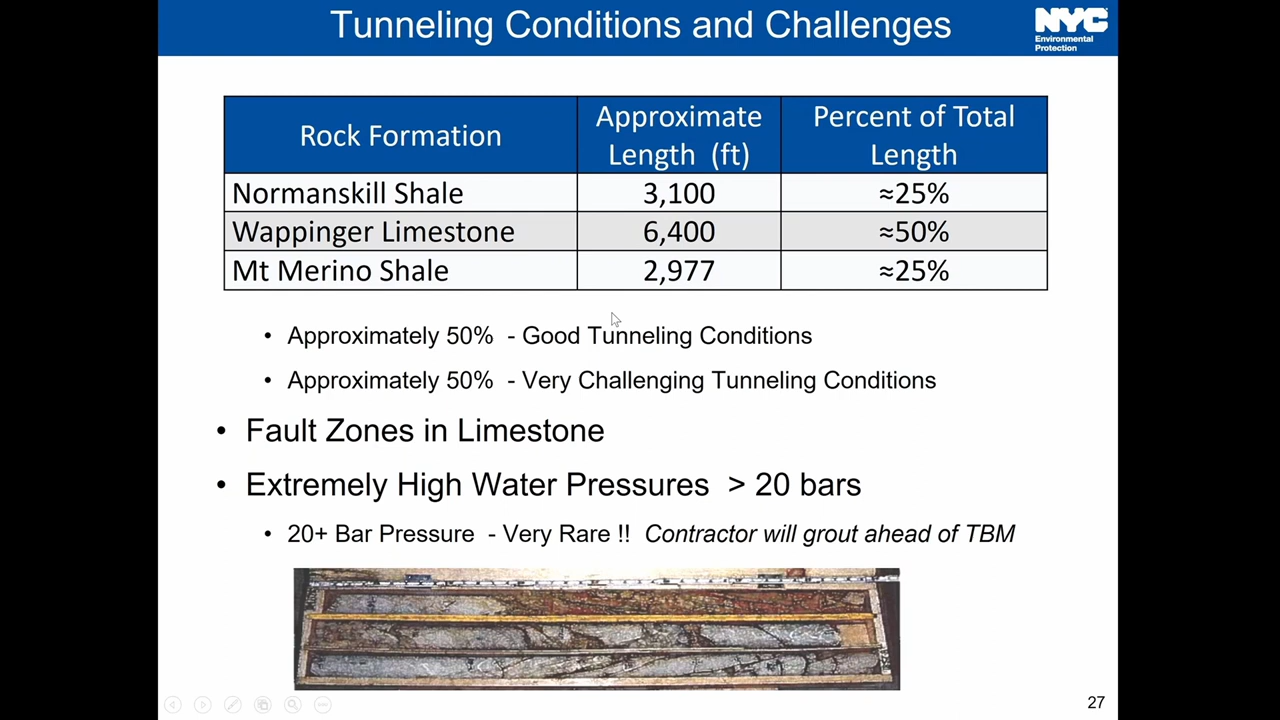 Tunneling Conditions and Challenges
NYC
Environmental
Protection
Rock Formation
Approximate
Length (ft)
Percent of Total
Length
Normanskill Shale 3,100 ≈25%
Wappinger Limestone 6,400 ≈50%
Mt Merino Shale 2,977 ≈25%
• Approximately 50% - Good Tunneling Conditions
• Approximately 50% - Very Challenging Tunneling Conditions
• Fault Zones in Limestone
• Extremely High Water Pressures > 20 bars
• 20+ Bar Pressure - Very Rare !! Contractor will grout ahead of TBM
27